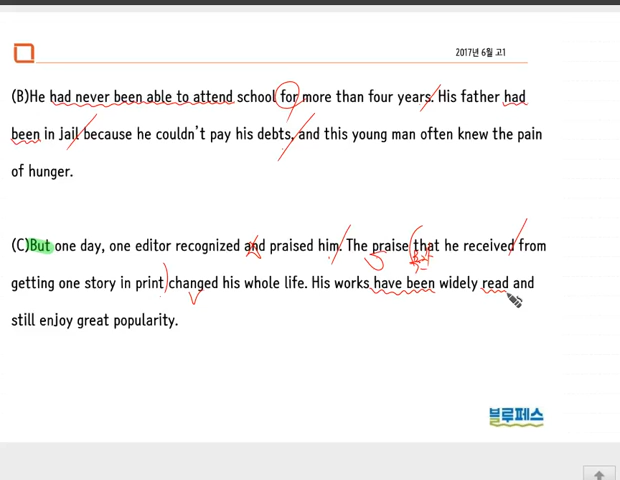 2017년 6월 고1
(B)He had never been able to attend school for more than four years. His father had
been in jail because he couldn't pay his debts, and this young man often knew the pain
of hunger.
(C)But one day, one editor recognized and praised him. The praise that he received from
getting one story in print changed his whole life. His works have been widely read and
still enjoy great popularity.
블루페스